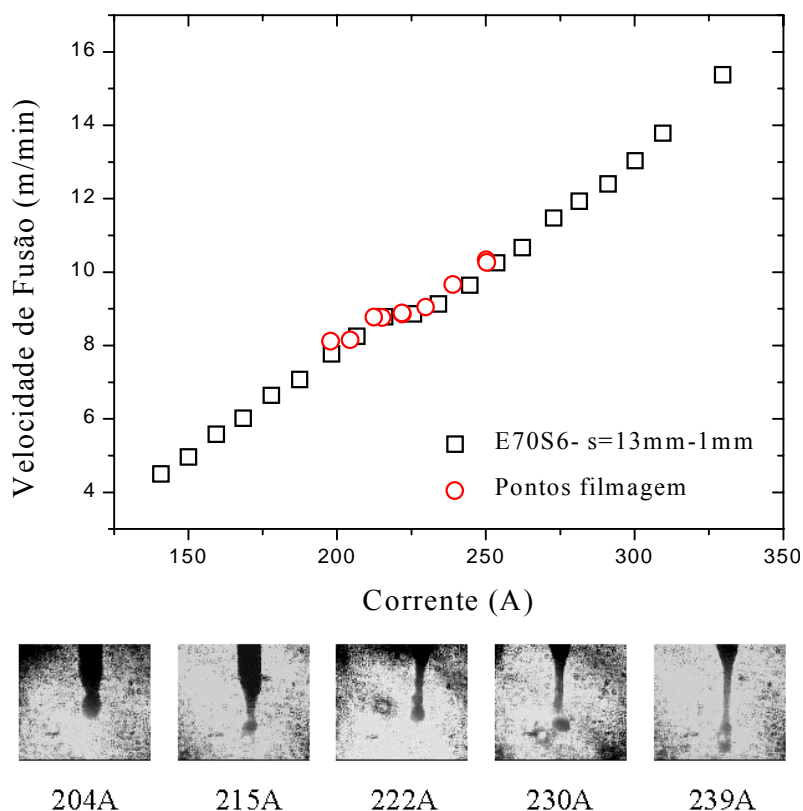 16
14
12
10
8
6
4
Velocidade de Fusão (m/min)
E70S6- s=13mm-1mm
Pontos filmagem
150 200 250 300 350
Corrente (A)
204A 215A 222A 230A 239A